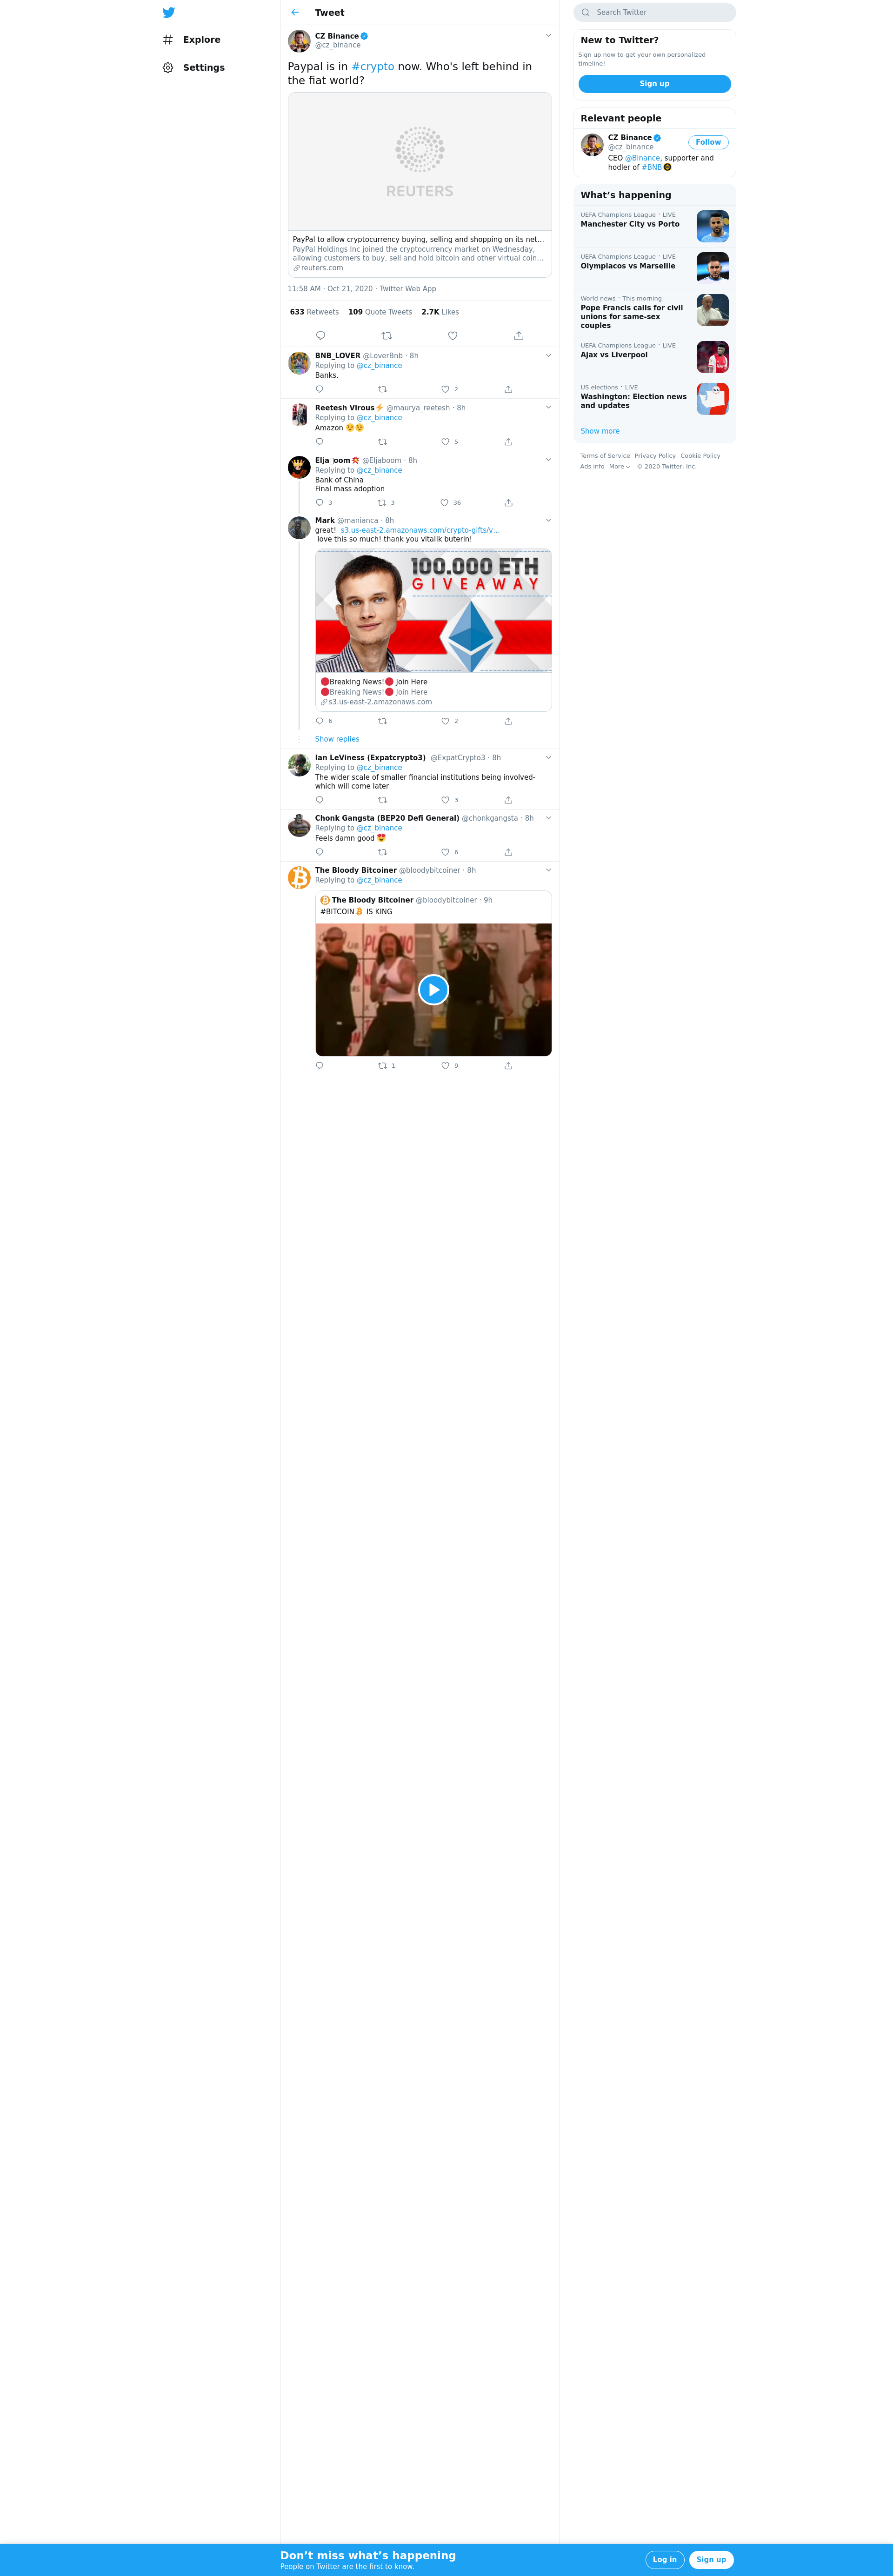 Explore
Settings
Tweet
CZ Binance
@cz_binance
Paypal is in #crypto now. Who's left behind in
the fiat world?
REUTERS
PayPal to allow cryptocurrency buying, selling and shopping on its net...
PayPal Holdings Inc joined the cryptocurrency market on Wednesday,
allowing customers to buy, sell and hold bitcoin and other virtual coin...
reuters.com
11:58 AM · Oct 21, 2020 · Twitter Web App
633 Retweets 109 Quote Tweets 2.7K Likes
BNB_LOVER @LoverBnb · 8h
Replying to @cz_binance
Banks.
2
Reetesh Virous @maurya_reetesh · 8h
Replying to @cz_binance
Amazon
5
Elja oom @Eljaboom · 8h
Replying to @cz_binance
Bank of China
Final mass adoption
3 3 36
Mark @manianca · 8h
great! s3.us-east-2.amazonaws.com/crypto-gifts/v...
love this so much! thank you vitallk buterin!
100.000 ETH
GIVEAWAY
Breaking News! Join Here
Breaking News! Join Here
s3.us-east-2.amazonaws.com
6 2
Show replies
Ian LeViness (Expatcrypto3) @ExpatCrypto3 · 8h
Replying to @cz_binance
The wider scale of smaller financial institutions being involved-
which will come later
3
Chonk Gangsta (BEP20 Defi General) @chonkgangsta · 8h
Replying to @cz_binance
Feels damn good
6
The Bloody Bitcoiner @bloodybitcoiner · 8h
Replying to @cz_binance
The Bloody Bitcoiner @bloodybitcoiner · 9h
#BITCOIN IS KING
1 9
Search Twitter
New to Twitter?
Sign up now to get your own personalized
timeline!
Sign up
Relevant people
CZ Binance
@cz_binance
Follow
CEO @Binance, supporter and
hodler of #BNB
What's happening
UEFA Champions League · LIVE
Manchester City vs Porto
UEFA Champions League · LIVE
Olympiacos vs Marseille
World news · This morning
Pope Francis calls for civil
unions for same-sex
couples
UEFA Champions League · LIVE
Ajax vs Liverpool
US elections · LIVE
Washington: Election news
and updates
Show more
Terms of Service Privacy Policy Cookie Policy
Ads info More © 2020 Twitter, Inc.
Don't miss what's happening
People on Twitter are the first to know.
Log in
Sign up